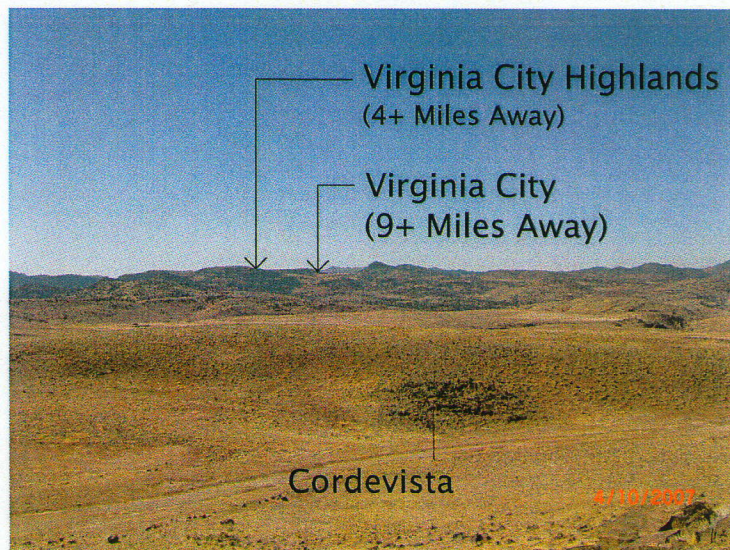 Virginia City Highlands
(4+ Miles Away)
Virginia City
(9+ Miles Away)
Cordevista
4/10/2007